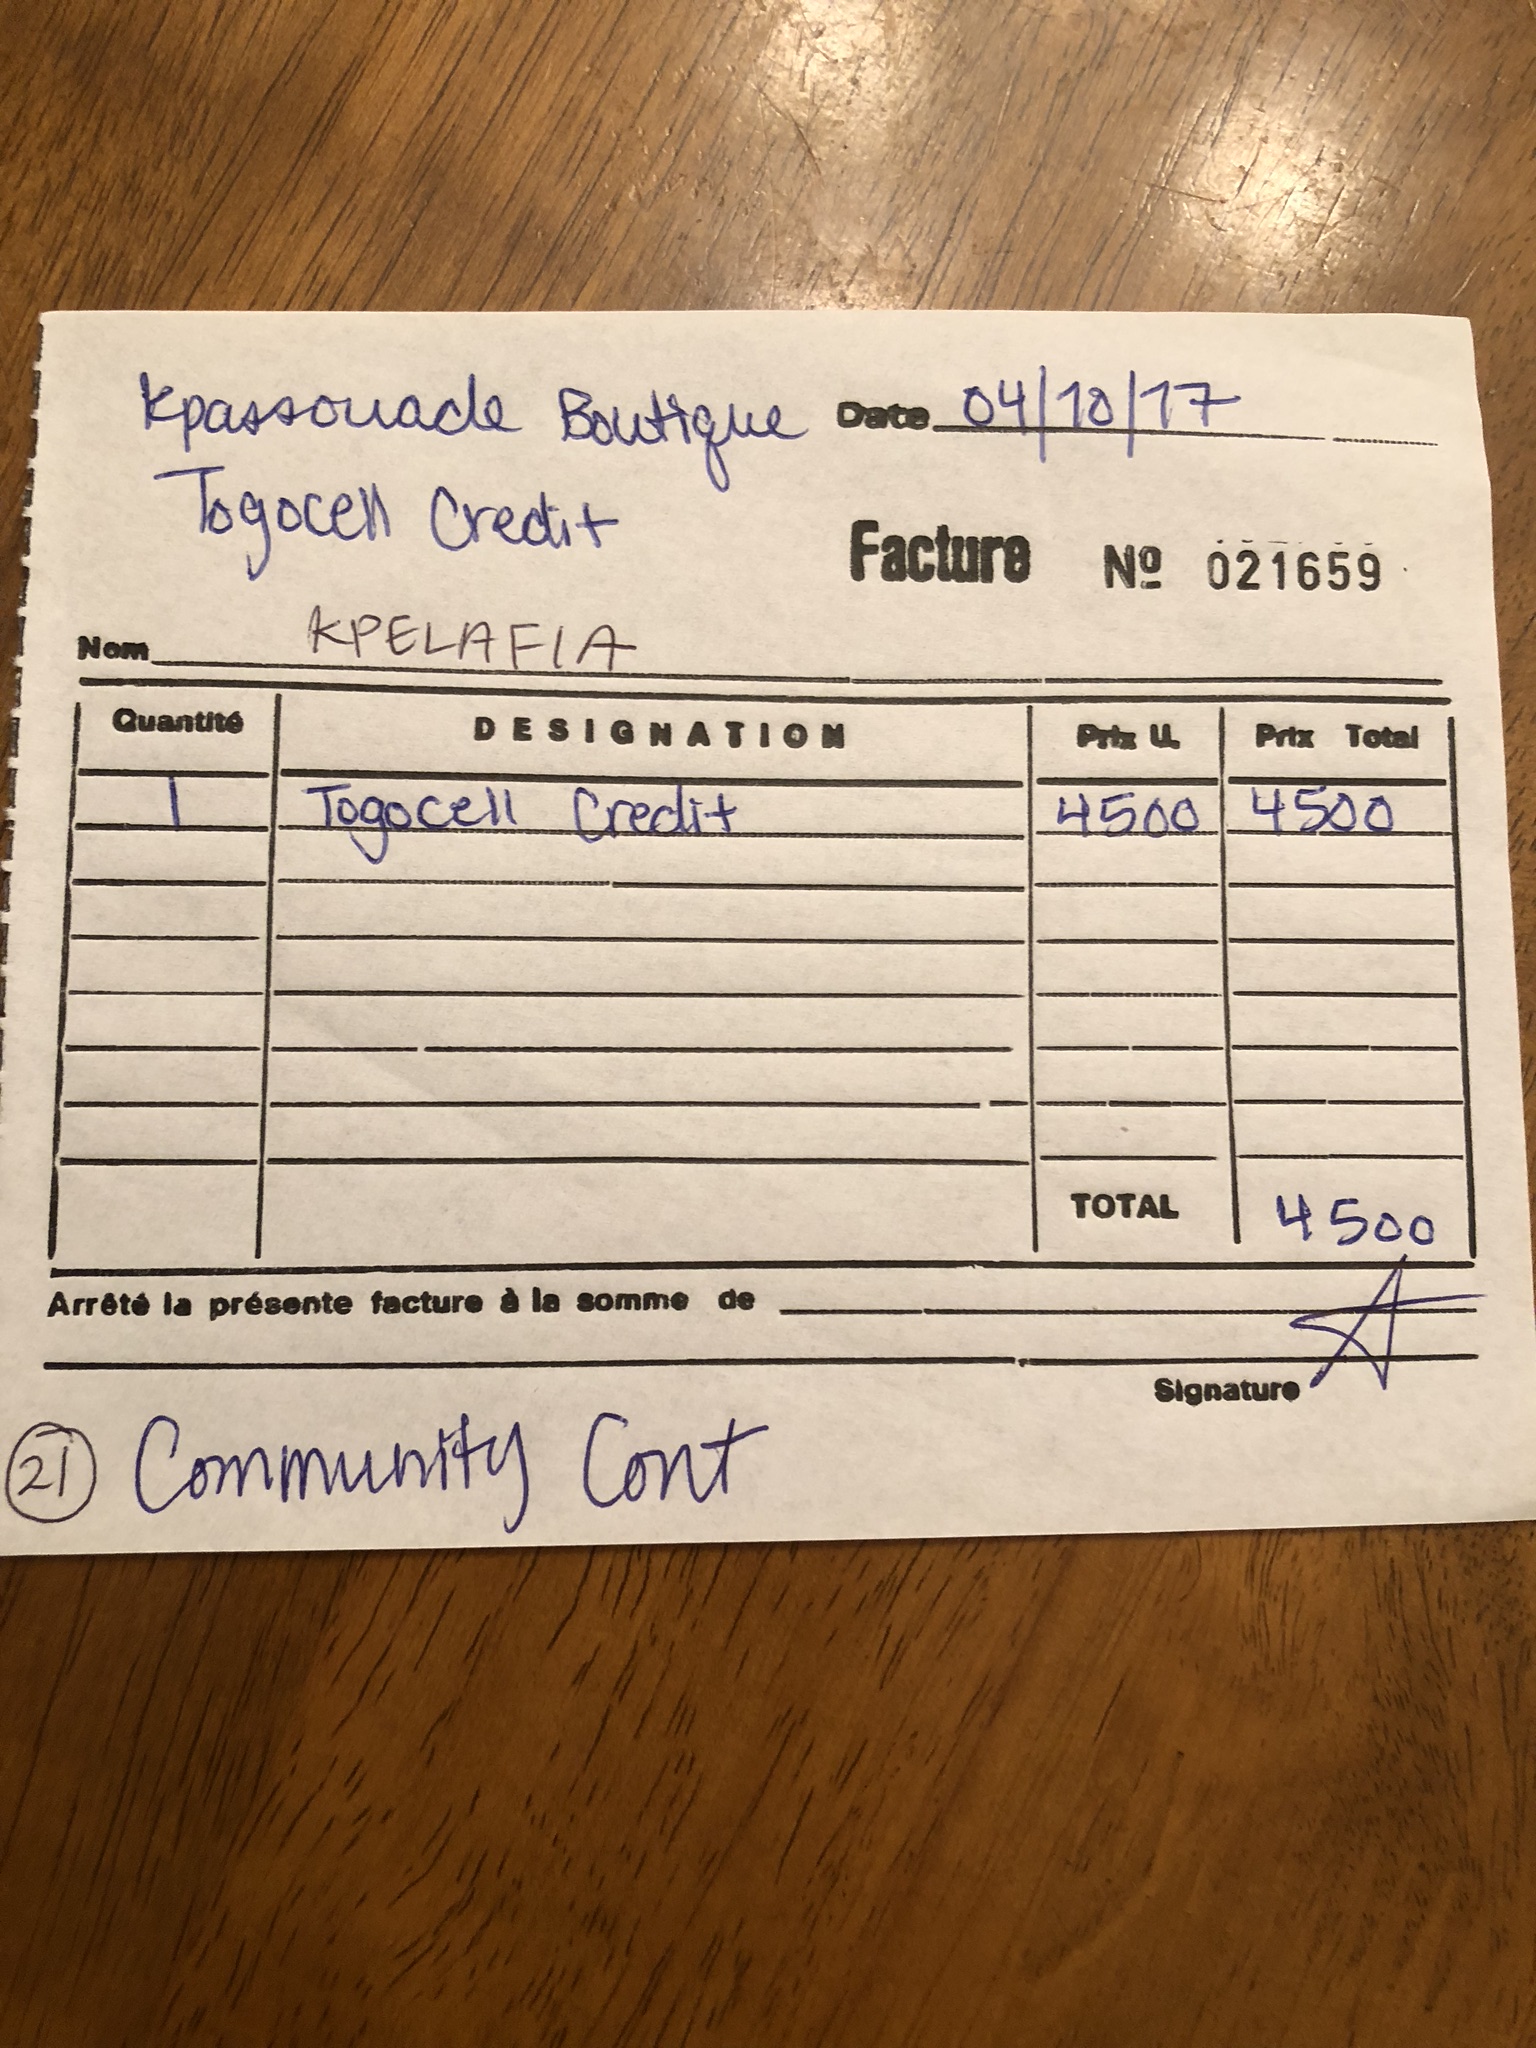 Kpassouade Boutique Date 04/10/17
Togocell Credit
Facture Nº 021659
Nom KPELAFIA
Quantité DESIGNATION Prix U. Prix Total
1 Togocell Credit 4500 4500
TOTAL 4500
Arrêté la présente facture à la somme de
Signature
21 Community Cont